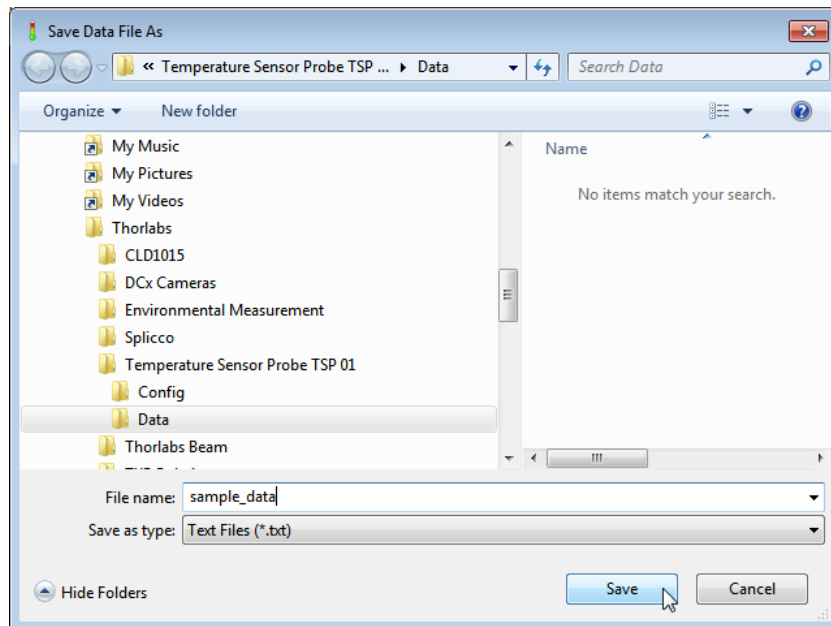 Save Data File As
« Temperature Sensor Probe TSP ... Data
Search Data
Organize
New folder
My Music
My Pictures
My Videos
Thorlabs
CLD1015
DCx Cameras
Environmental Measurement
Splicco
Temperature Sensor Probe TSP 01
Config
Data
Thorlabs Beam
Name
No items match your search.
File name: sample_data
Save as type: Text Files (*.txt)
Hide Folders
Save
Cancel